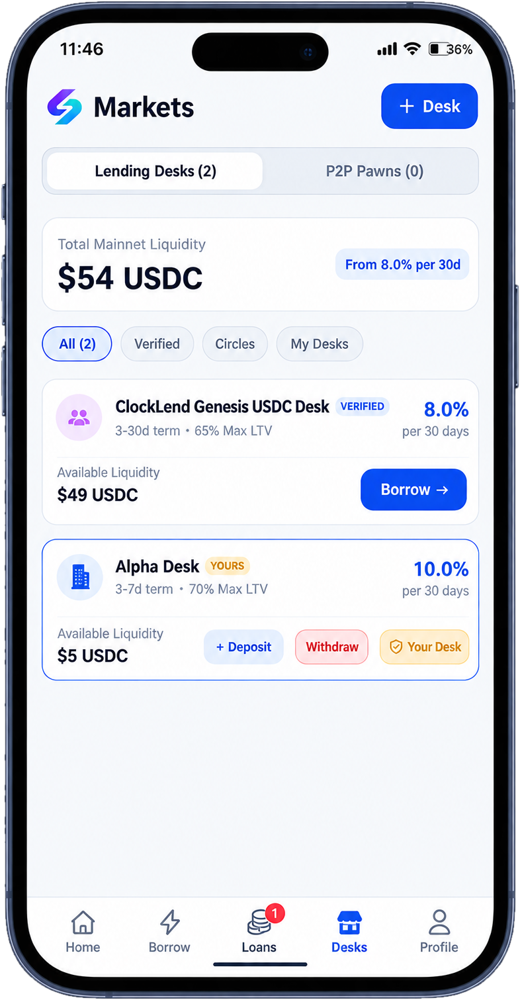 11:46
36%
Markets
+ Desk
Lending Desks (2)
P2P Pawns (0)
Total Mainnet Liquidity
$54 USDC
From 8.0% per 30d
All (2)
Verified
Circles
My Desks
ClockLend Genesis USDC Desk
VERIFIED
8.0%
3-30d term • 65% Max LTV
per 30 days
Available Liquidity
$49 USDC
Borrow →
Alpha Desk
YOURS
10.0%
3-7d term • 70% Max LTV
per 30 days
Available Liquidity
$5 USDC
+ Deposit
Withdraw
Your Desk
1
Home
Borrow
Loans
Desks
Profile